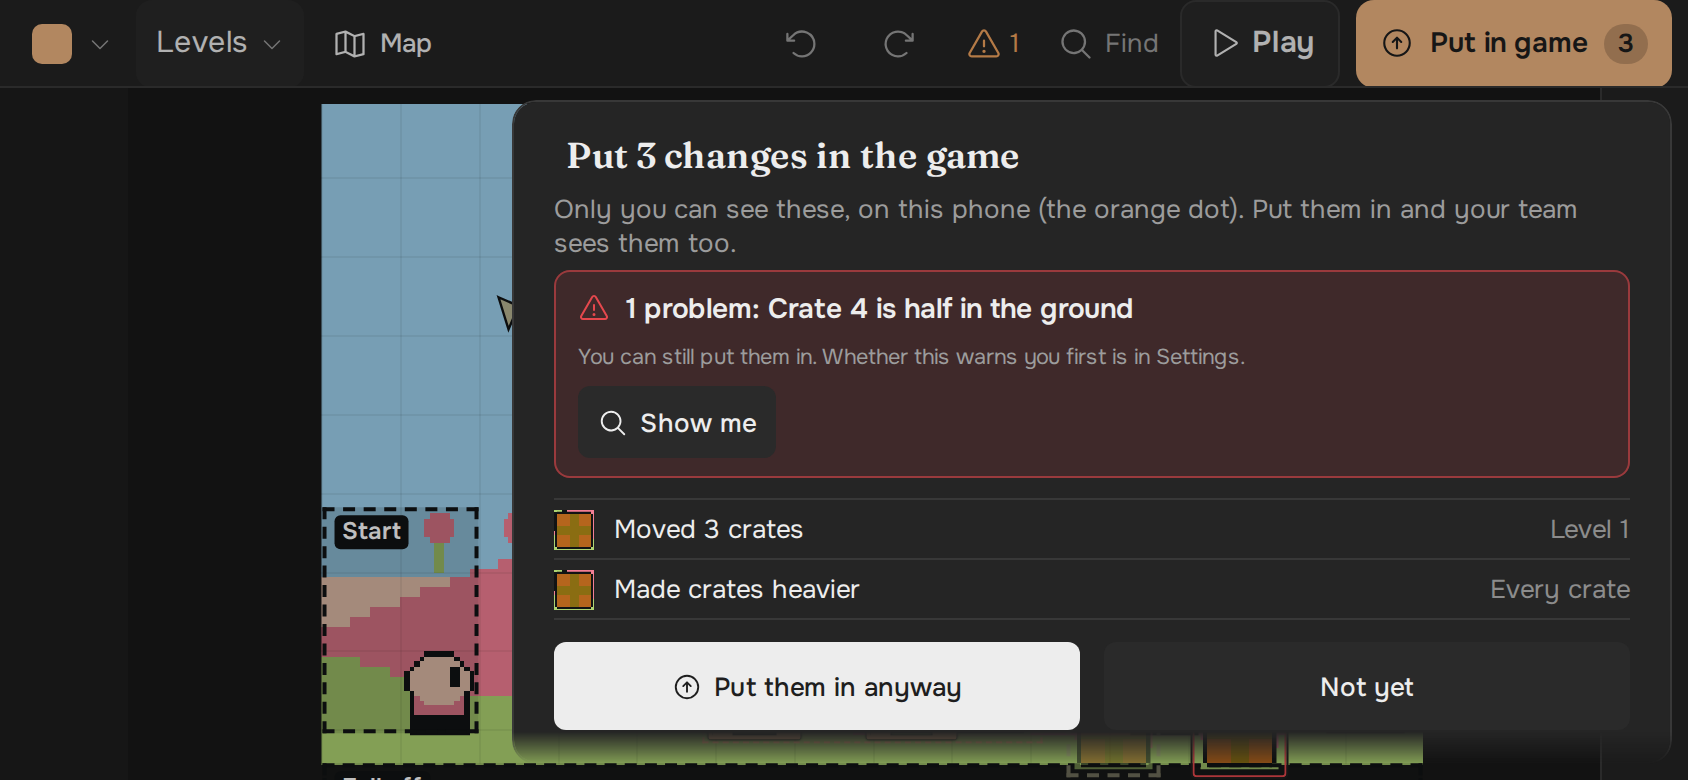 Levels
Map
1
Find
Play
Put in game 3
Put 3 changes in the game
Only you can see these, on this phone (the orange dot). Put them in and your team
sees them too.
1 problem: Crate 4 is half in the ground
You can still put them in. Whether this warns you first is in Settings.
Show me
Start
Moved 3 crates
Level 1
Made crates heavier
Every crate
Put them in anyway
Not yet